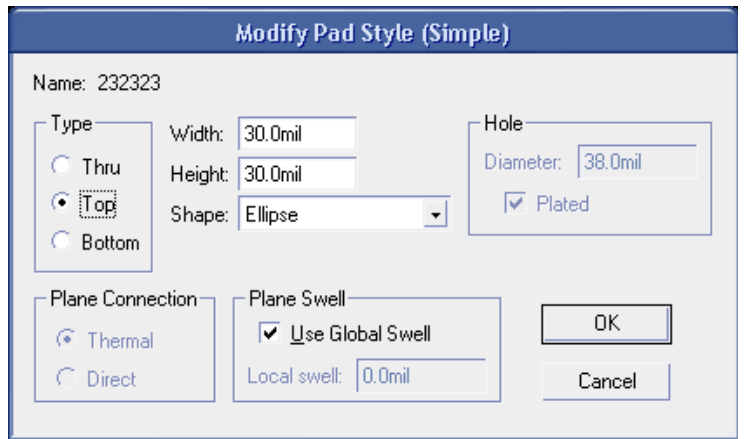 Modify Pad Style (Simple)
Name: 232323
Type
Thru
Top
Bottom
Width: 30.0mil
Height: 30.0mil
Shape: Ellipse
Hole
Diameter: 38.0mil
Plated
Plane Connection
Thermal
Direct
Plane Swell
Use Global Swell
Local swell: 0.0mil
OK
Cancel